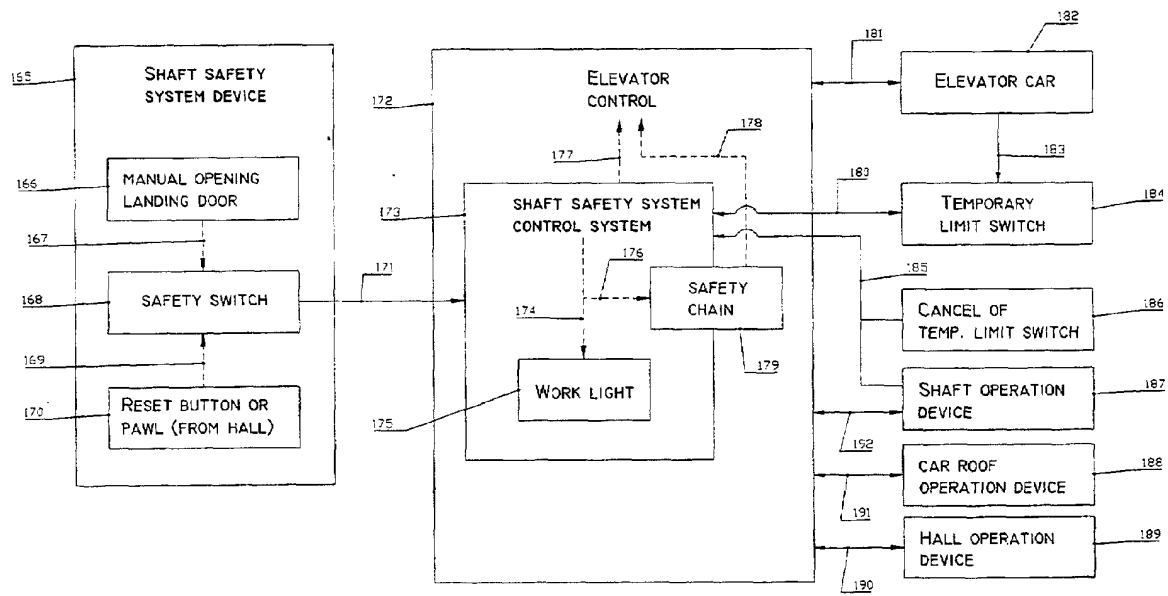 165
SHAFT SAFETY
SYSTEM DEVICE
166
MANUAL OPENING
LANDING DOOR
167
168
SAFETY SWITCH
169
170
RESET BUTTON OR
PAWL (FROM HALL)
171
172
ELEVATOR
CONTROL
177
178
173
SHAFT SAFETY SYSTEM
CONTROL SYSTEM
176
174
SAFETY
CHAIN
179
175
WORK LIGHT
181
182
ELEVATOR CAR
183
183
184
TEMPORARY
LIMIT SWITCH
185
186
CANCEL OF
TEMP. LIMIT SWITCH
187
SHAFT OPERATION
DEVICE
192
188
CAR ROOF
OPERATION DEVICE
191
189
HALL OPERATION
DEVICE
190